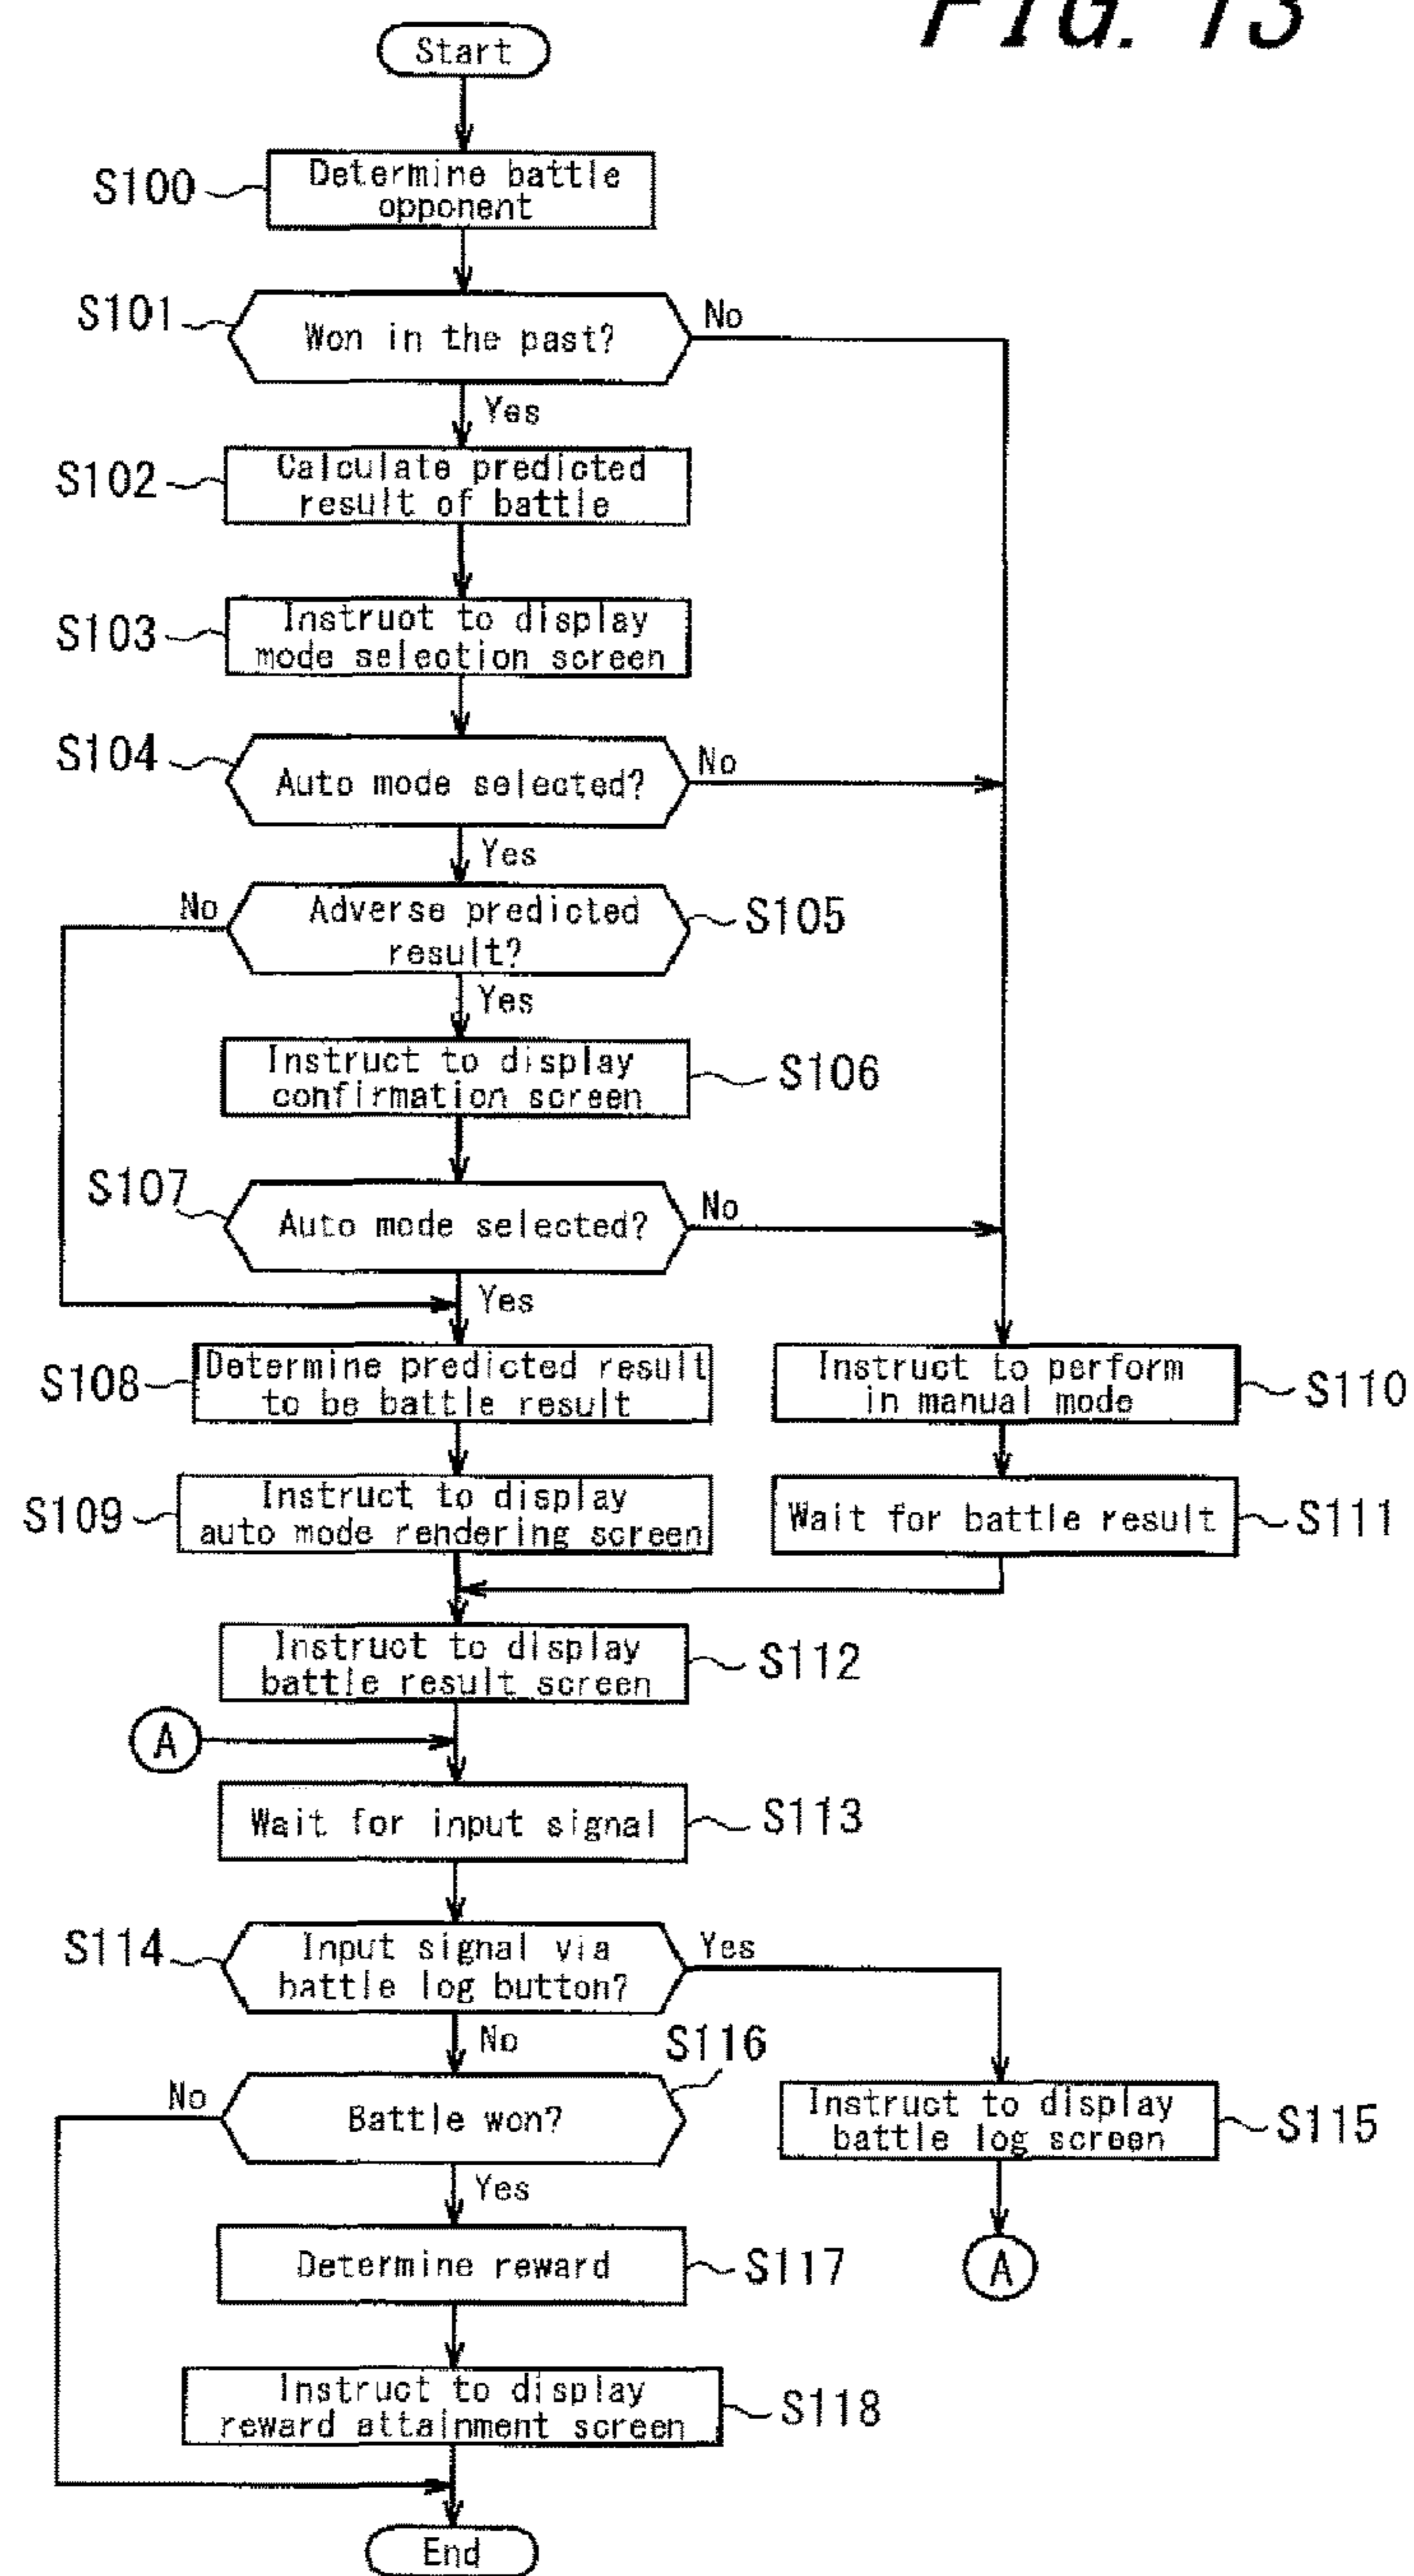 FIG. 13
Start
S100
Determine battle
opponent
S101
Won in the past?
No
Yes
S102
Calculate predicted
result of battle
S103
Instruct to display
mode selection screen
S104
Auto mode selected?
No
Yes
No
Adverse predicted
result?
S105
Yes
Instruct to display
confirmation screen
S106
S107
Auto mode selected?
No
Yes
S108
Determine predicted result
to be battle result
Instruct to perform
in manual mode
S110
S109
Instruct to display
auto mode rendering screen
Wait for battle result
S111
Instruct to display
battle result screen
S112
A
Wait for input signal
S113
S114
Input signal via
battle log button?
Yes
No
S116
No
Battle won?
Instruct to display
battle log screen
S115
Yes
Determine reward
S117
A
Instruct to display
reward attainment screen
S118
End